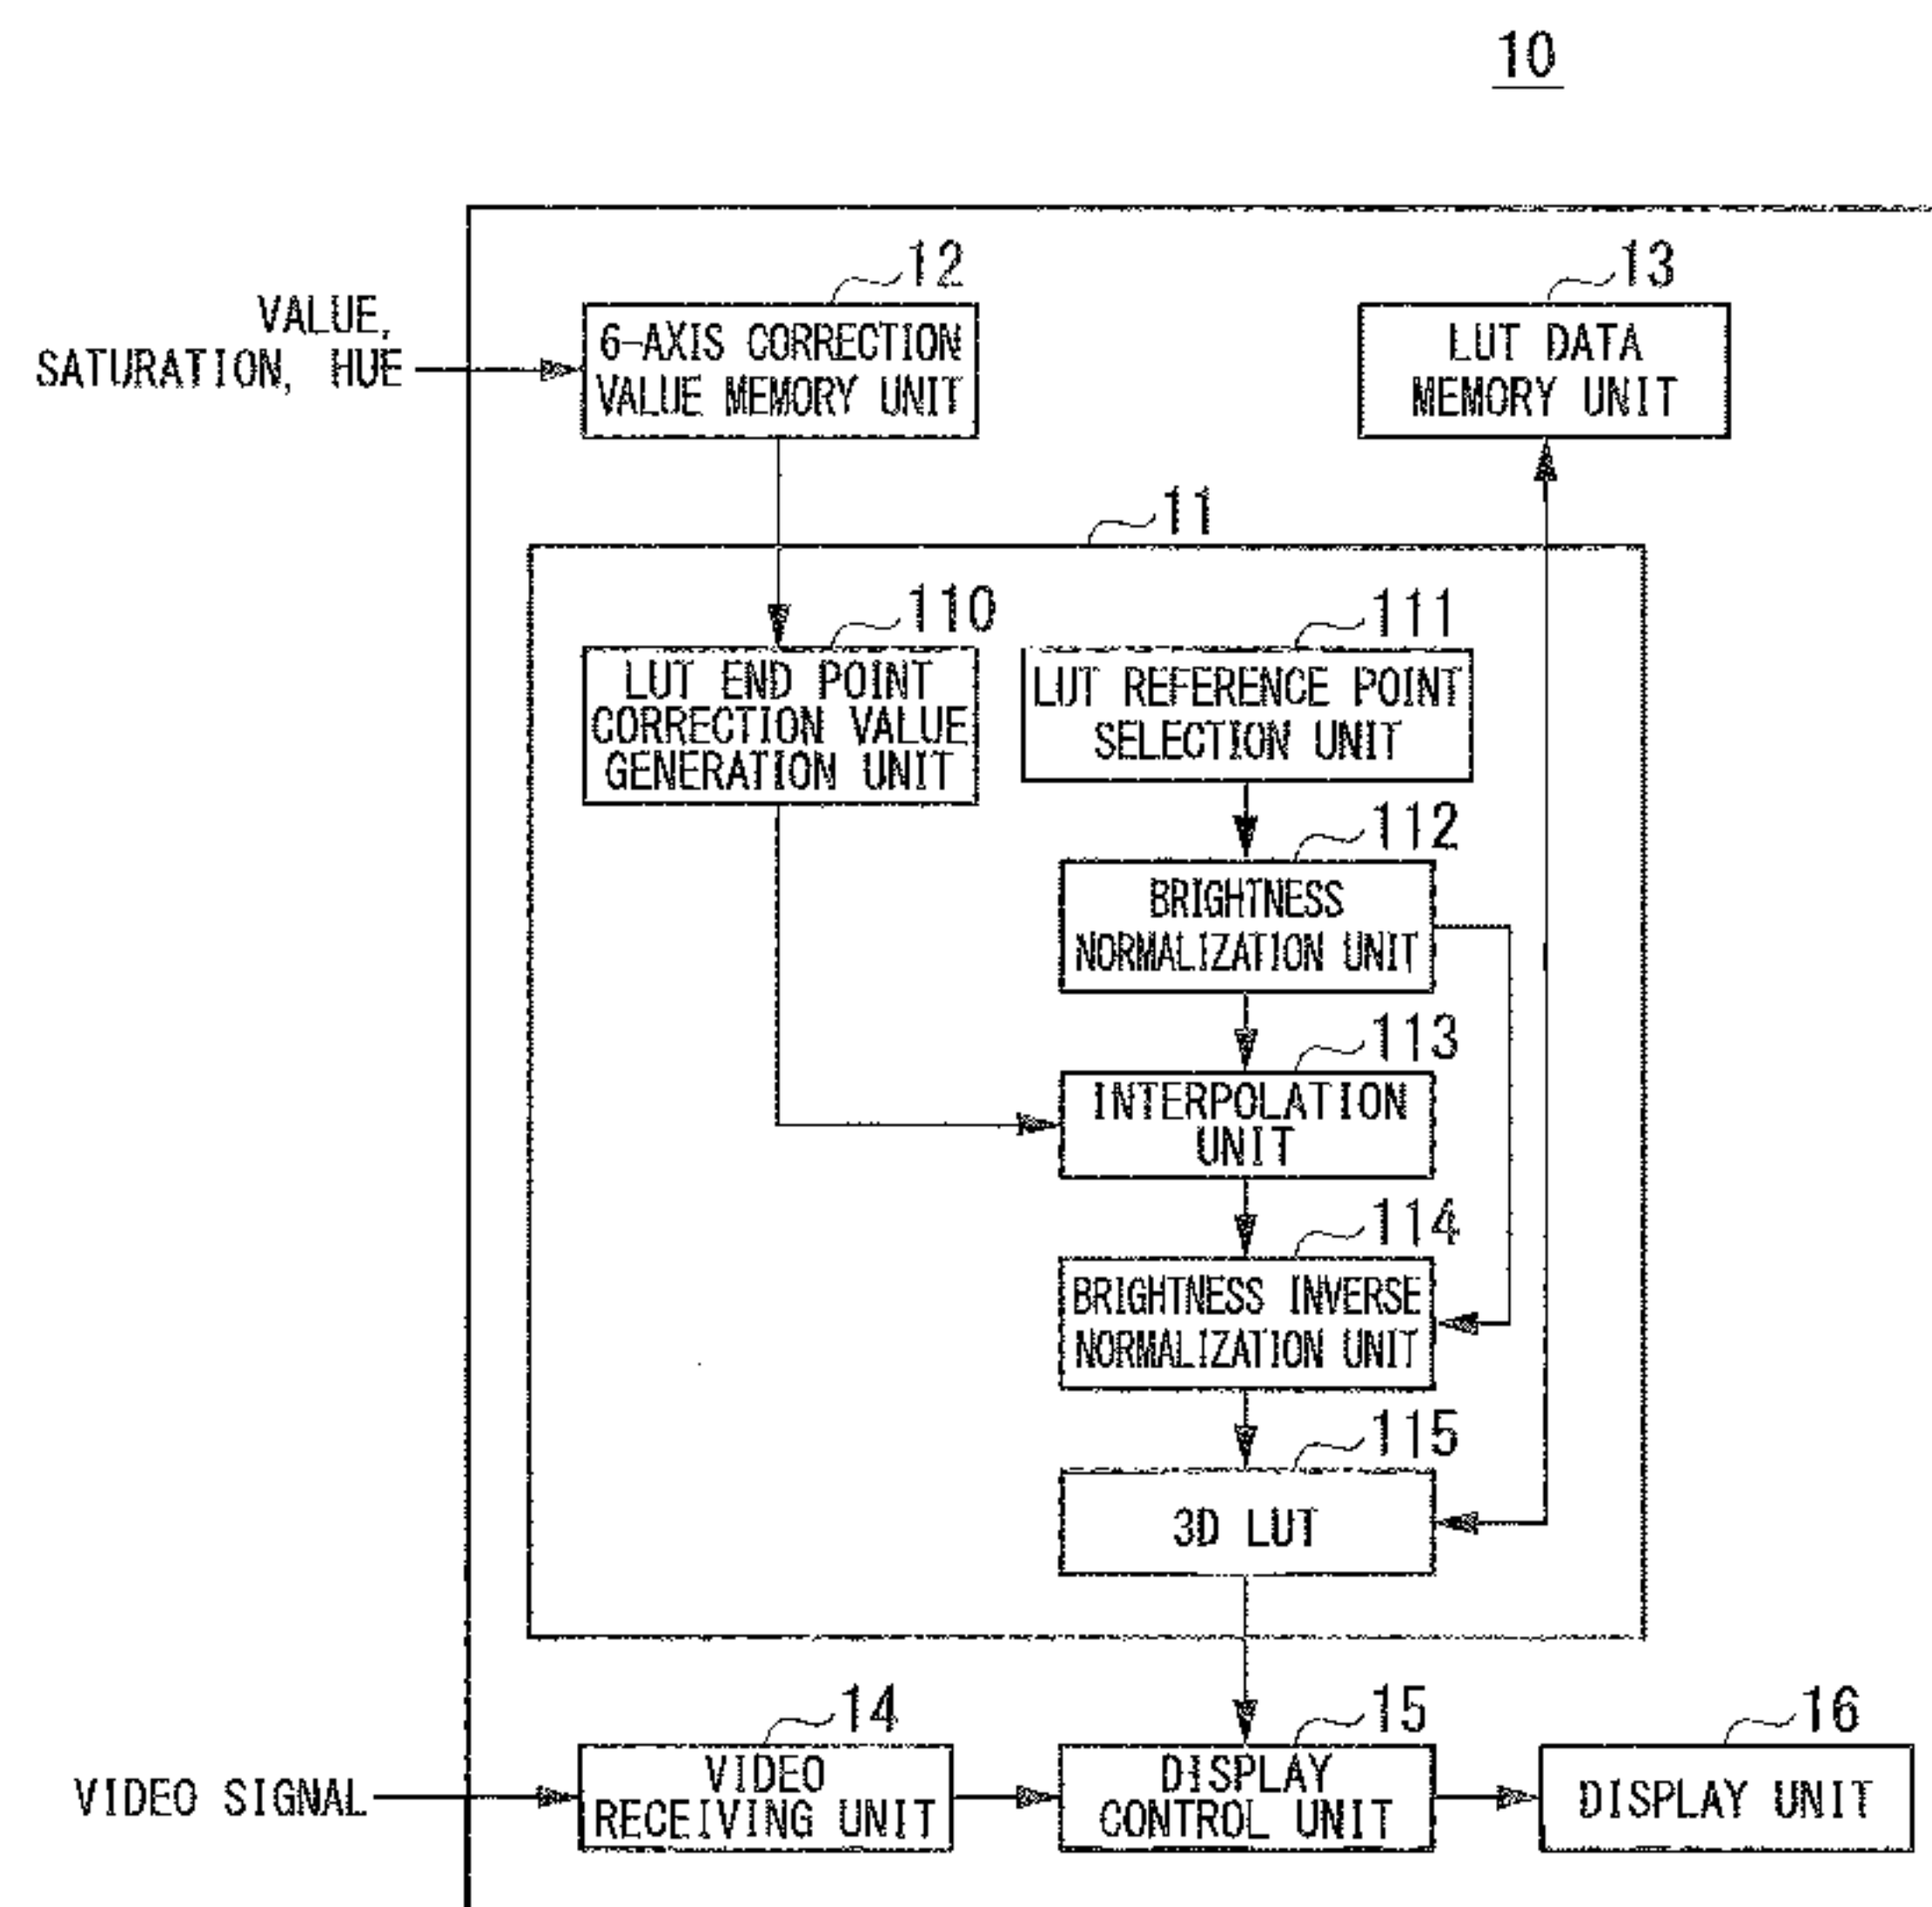 10
12
13
VALUE,
SATURATION, HUE
6-AXIS CORRECTION
VALUE MEMORY UNIT
LUT DATA
MEMORY UNIT
11
110
111
LUT END POINT
CORRECTION VALUE
GENERATION UNIT
LUT REFERENCE POINT
SELECTION UNIT
112
BRIGHTNESS
NORMALIZATION UNIT
113
INTERPOLATION
UNIT
114
BRIGHTNESS INVERSE
NORMALIZATION UNIT
115
3D LUT
14
15
16
VIDEO SIGNAL
VIDEO
RECEIVING UNIT
DISPLAY
CONTROL UNIT
DISPLAY UNIT